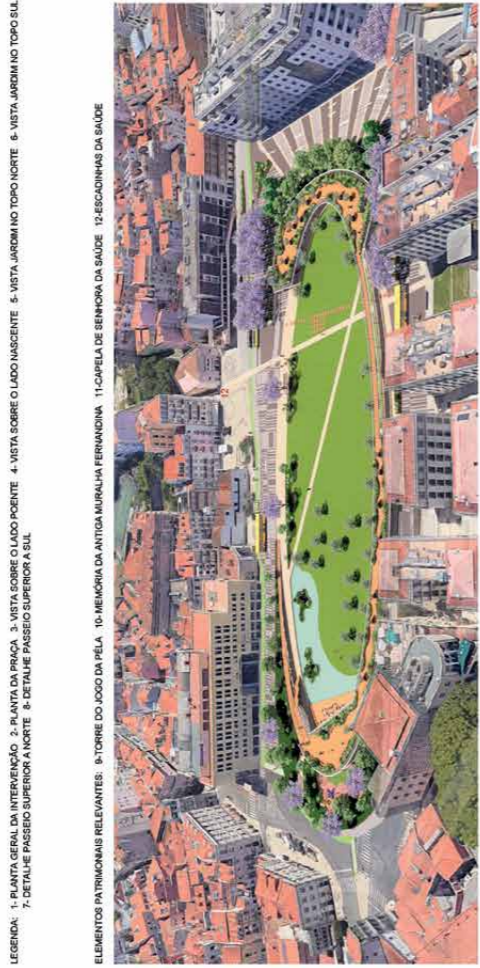 LEGENDA: 1- PLANTA GERAL DA INTERVENÇÃO 2- PLANTA DA PRAÇA 3- VISTA SOBRE O LADO POENTE 4- VISTA SOBRE O LADO NASCENTE 5- VISTA JARDIM NO TOPO NORTE 6- VISTA JARDIM NO TOPO SUL
7- DETALHE PASSEIO SUPERIOR A NORTE 8- DETALHE PASSEIO SUPERIOR A SUL
ELEMENTOS PATRIMONIAIS RELEVANTES: 9-TORRE DO JOGO DA PÉLA 10- MEMÓRIA DA ANTIGA MURALHA FERNANDINA 11-CAPELA DE SENHORA DA SAÚDE 12-ESCADINHAS DA SAÚDE